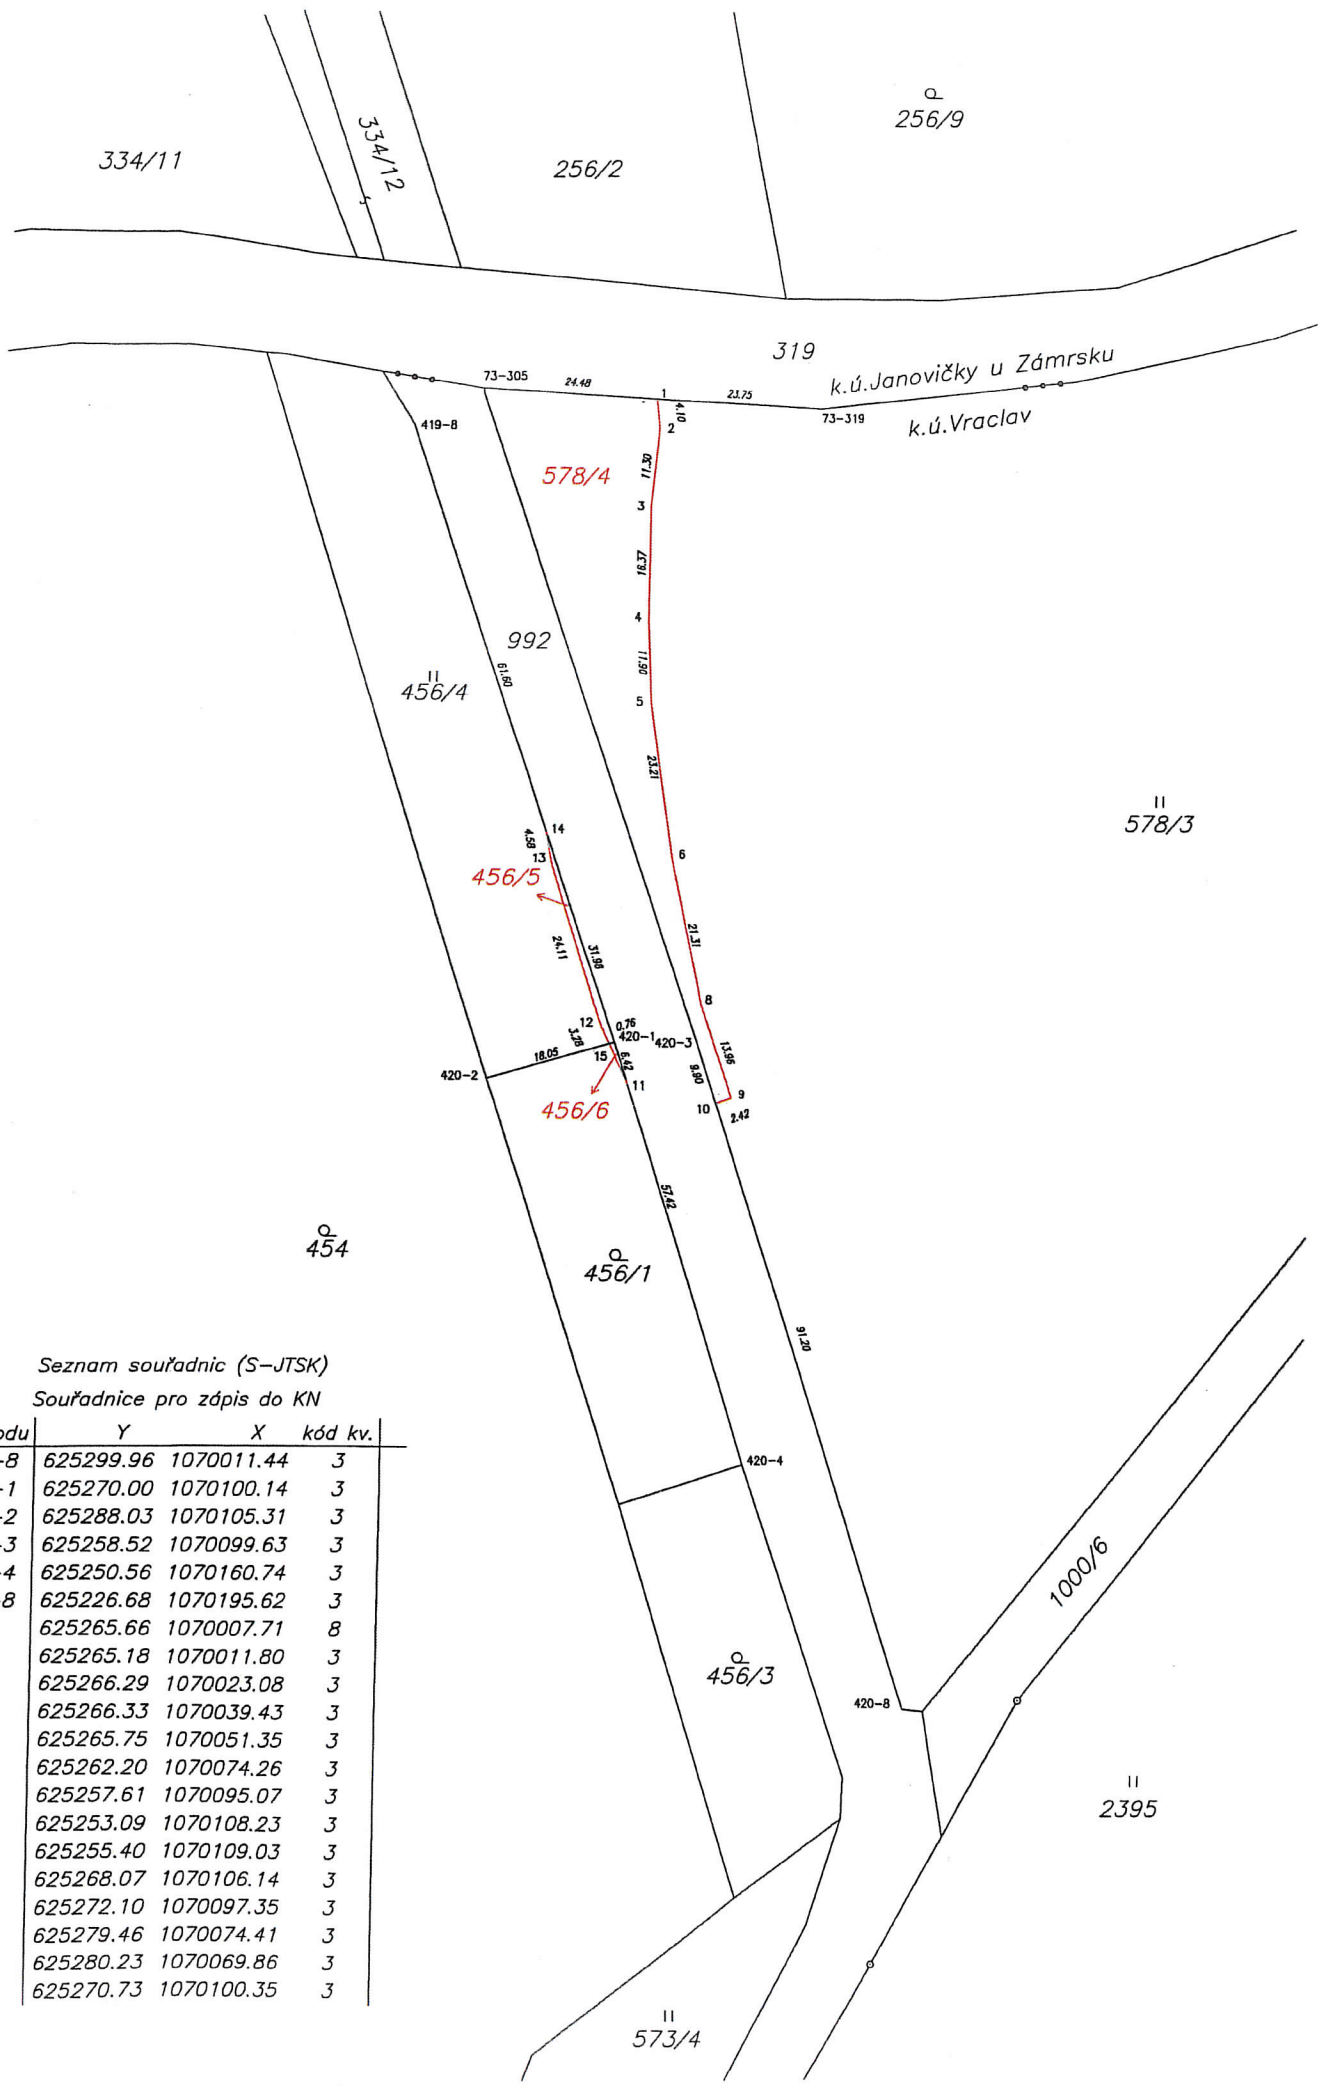 256/9
334/11
334/12
256/2
319
k.ú.Janovičky u Zámrsku
k.ú.Vraclav
73-305
24.48
1
23.75
73-319
4.10
2
419-8
578/4
11.30
3
16.37
4
992
11.90
5
61.60
456/4
23.21
578/3
14
6
4.58
13
456/5
21.31
24.11
31.98
8
12
0.76
3.28
420-1
420-3
13.96
18.05
15
6.42
9.90
420-2
11
9
10
2.42
456/6
57.42
454
456/1
91.20
Seznam souřadnic (S-JTSK)
Souřadnice pro zápis do KN
odu Y X kód kv.
-8 625299.96 1070011.44 3
-1 625270.00 1070100.14 3
-2 625288.03 1070105.31 3
-3 625258.52 1070099.63 3
-4 625250.56 1070160.74 3
-8 625226.68 1070195.62 3
625265.66 1070007.71 8
625265.18 1070011.80 3
625266.29 1070023.08 3
625266.33 1070039.43 3
625265.75 1070051.35 3
625262.20 1070074.26 3
625257.61 1070095.07 3
625253.09 1070108.23 3
625255.40 1070109.03 3
625268.07 1070106.14 3
625272.10 1070097.35 3
625279.46 1070074.41 3
625280.23 1070069.86 3
625270.73 1070100.35 3
420-4
1000/6
456/3
420-8
2395
573/4